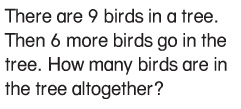 There are 9 birds in a tree.
Then 6 more birds go in the
tree. How many birds are in
the tree altogether?